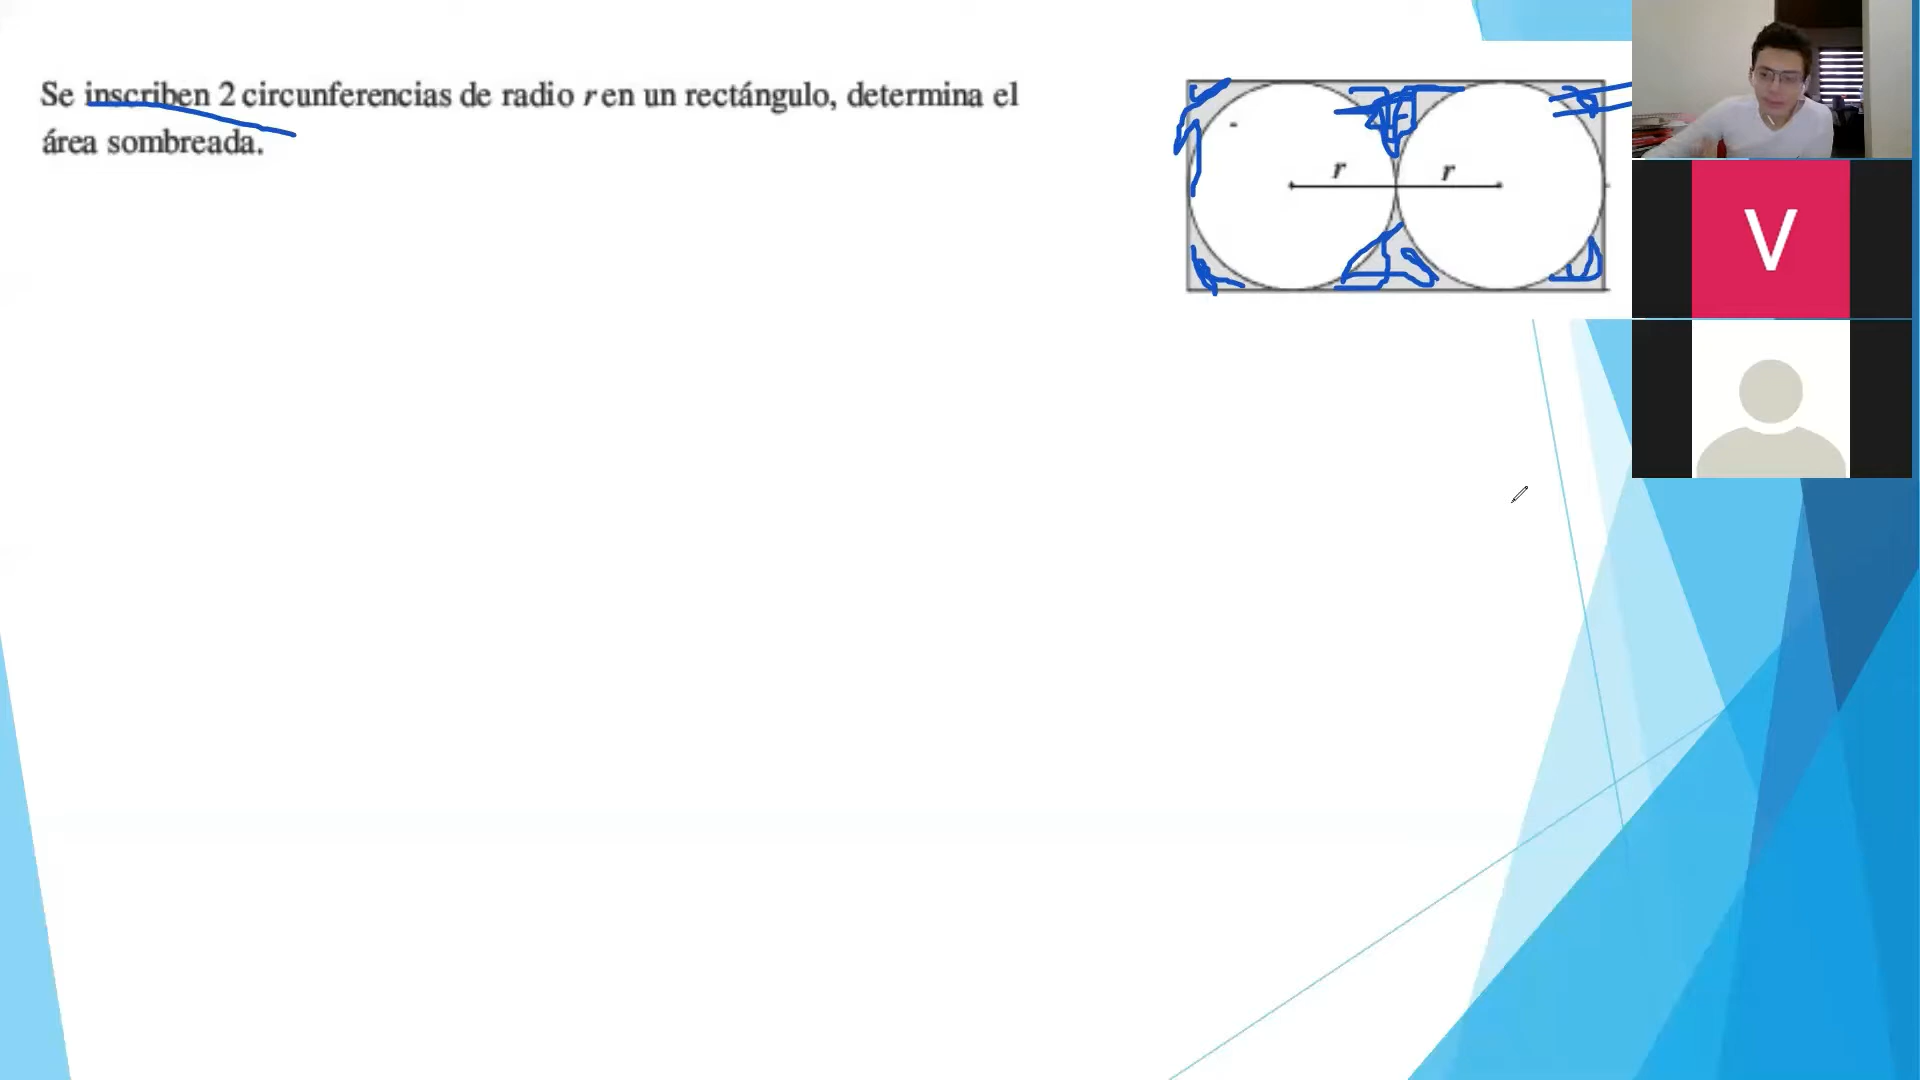 Se inscriben 2 circunferencias de radio r en un rectángulo, determina el
área sombreada.
r r
V